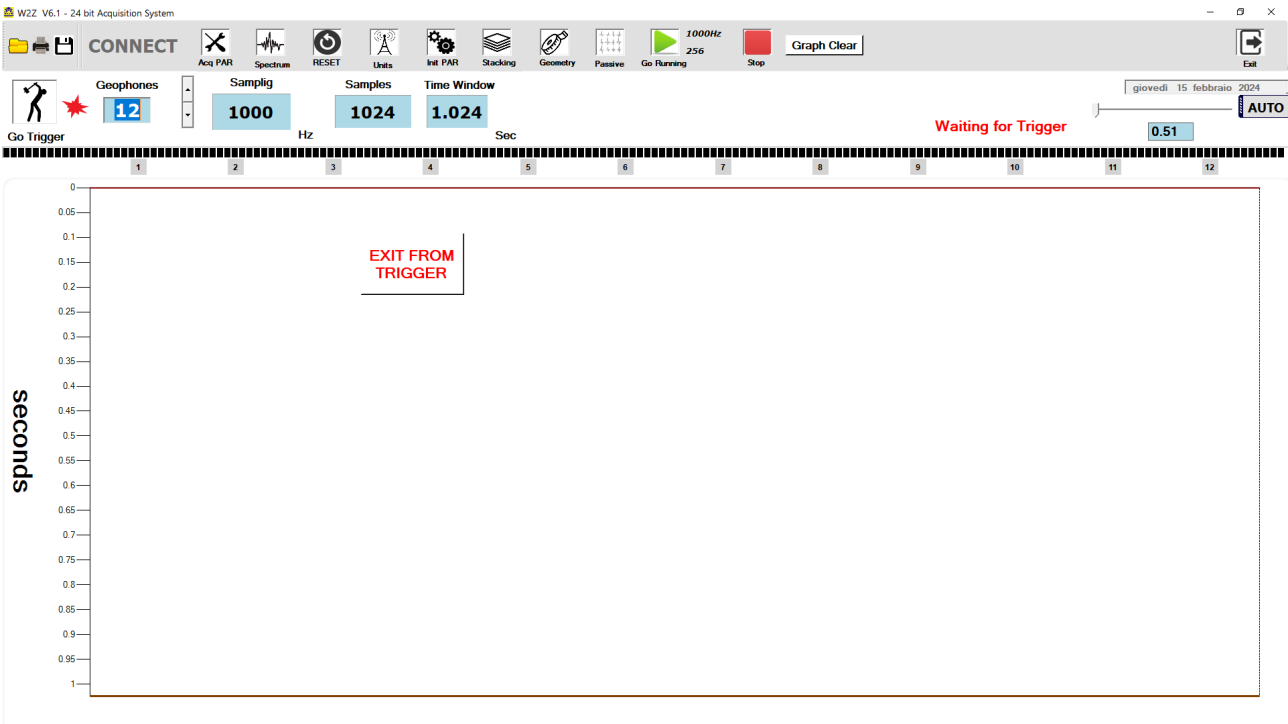 W2Z V6.1 - 24 bit Acquisition System
CONNECT
Acq PAR
Spectrum
RESET
Units
Init PAR
Stacking
Geometry
Passive
Go Running
1000Hz
256
Stop
Graph Clear
Exit
Go Trigger
Geophones
12
Samplig
1000
Hz
Samples
1024
Time Window
1.024
Sec
Waiting for Trigger
giovedì 15 febbraio 2024
AUTO
0.51
1 2 3 4 5 6 7 8 9 10 11 12
EXIT FROM
TRIGGER
seconds
0
0.05
0.1
0.15
0.2
0.25
0.3
0.35
0.4
0.45
0.5
0.55
0.6
0.65
0.7
0.75
0.8
0.85
0.9
0.95
1